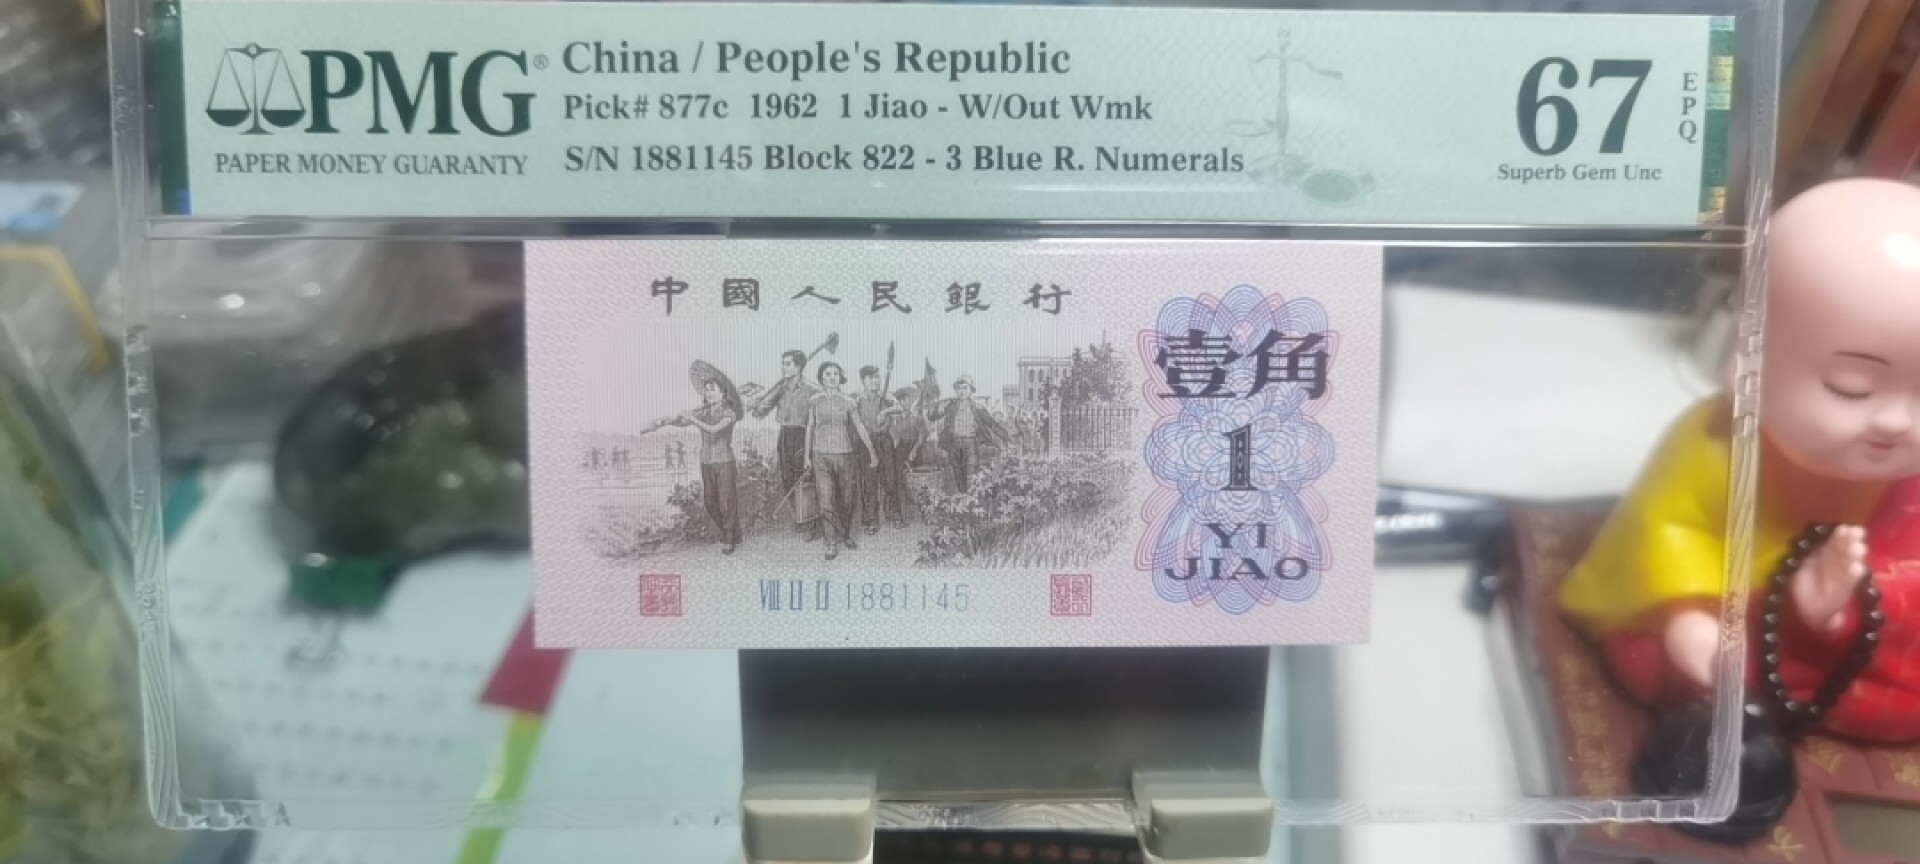 PMG®
PAPER MONEY GUARANTY
China / People's Republic
Pick# 877c 1962 1 Jiao - W/Out Wmk
S/N 1881145 Block 822 - 3 Blue R. Numerals
67
EPQ
Superb Gem Unc
中國人民銀行
壹角
1
YI
JIAO
Ⅷ Ⅱ Ⅱ 1881145